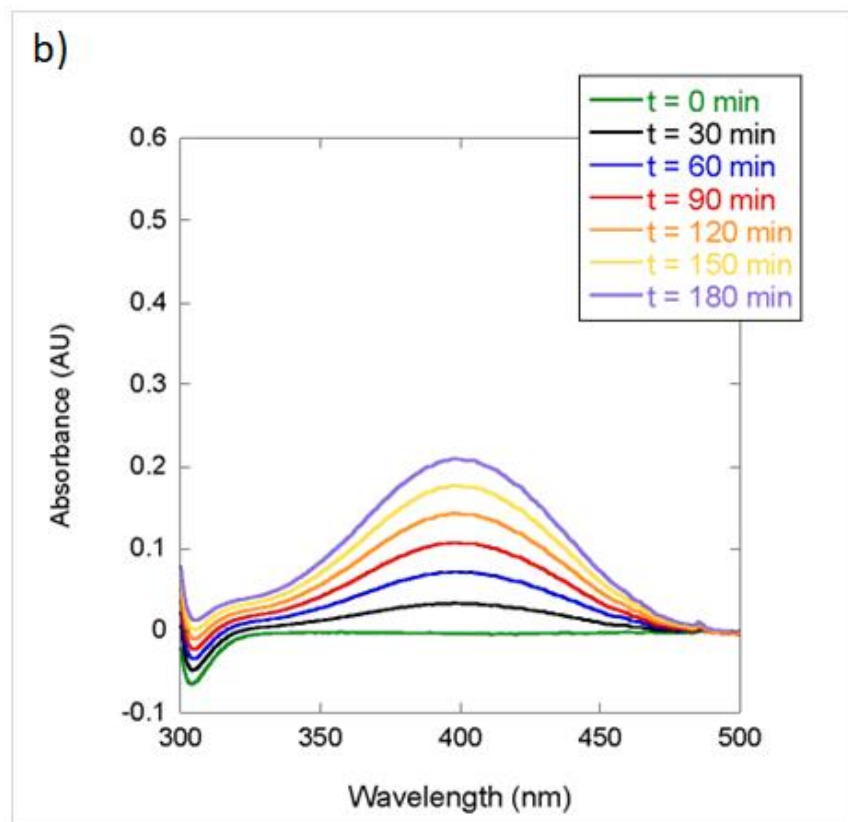 b)
t = 0 min
t = 30 min
t = 60 min
t = 90 min
t = 120 min
t = 150 min
t = 180 min
0.6
0.5
0.4
0.3
0.2
0.1
0
-0.1
Absorbance (AU)
300
350
400
450
500
Wavelength (nm)